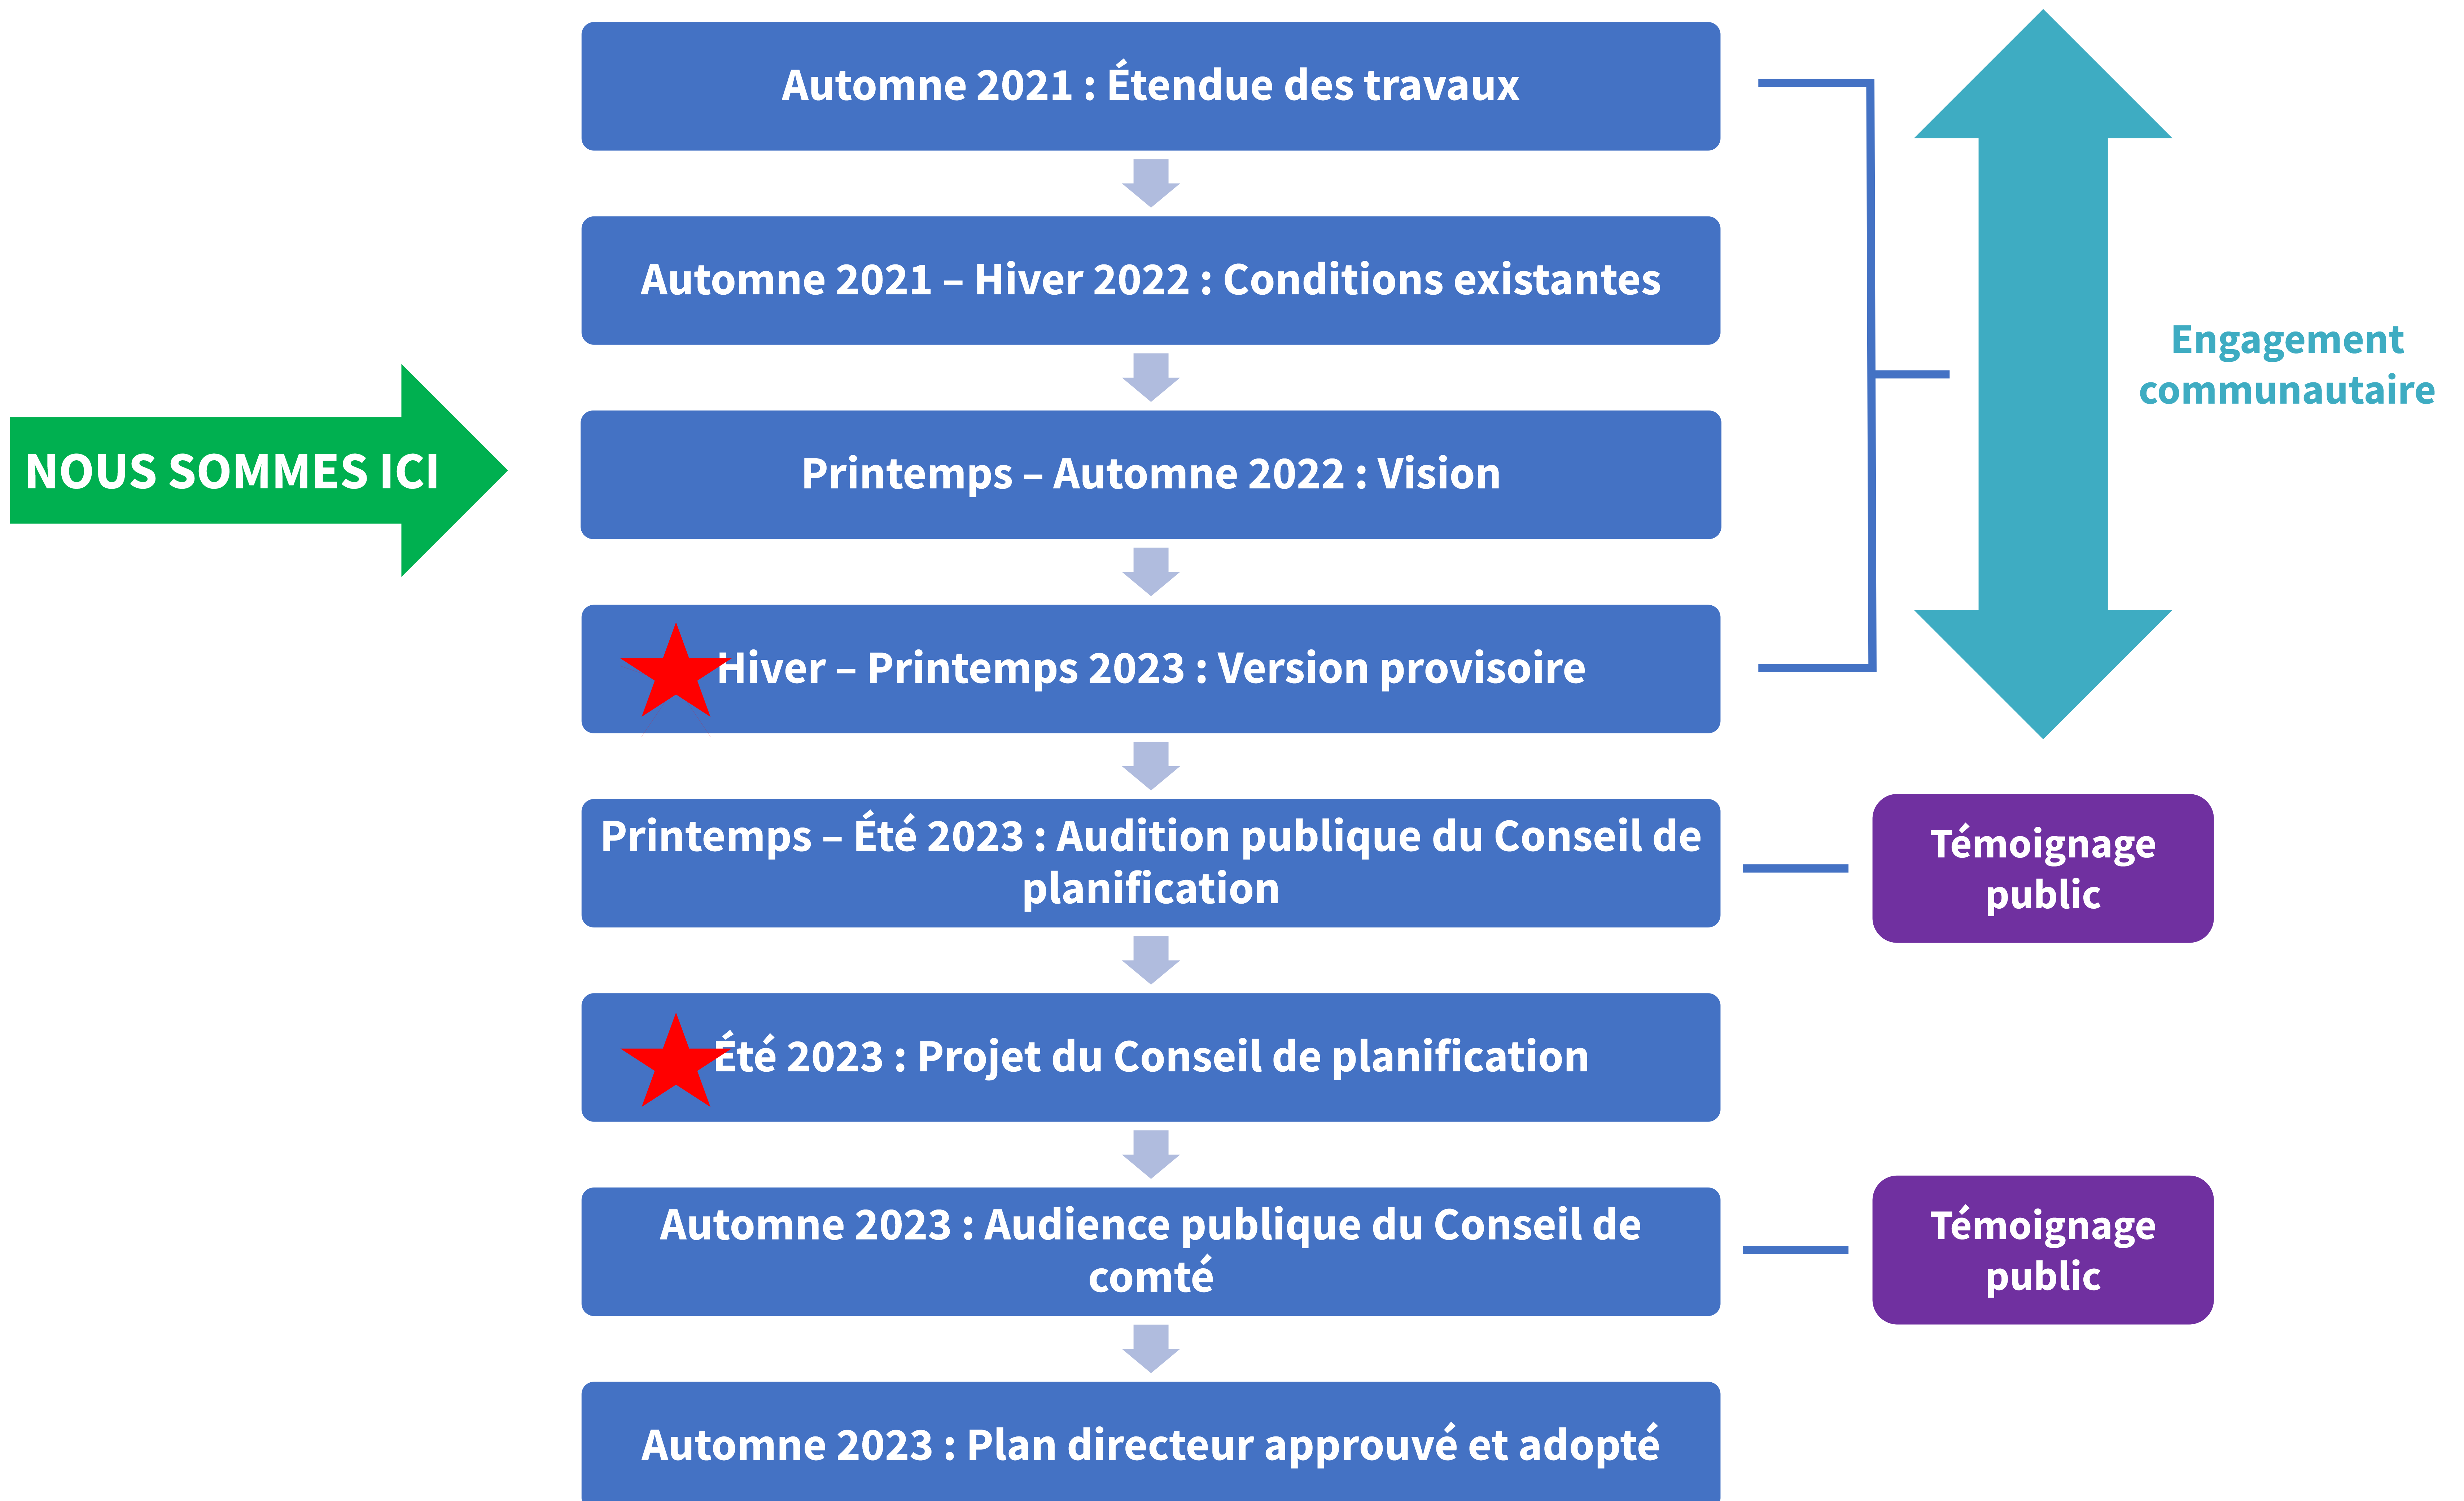 Automne 2021 : Étendue des travaux
Automne 2021 – Hiver 2022 : Conditions existantes
Engagement
communautaire
NOUS SOMMES ICI
Printemps – Automne 2022 : Vision
Hiver – Printemps 2023 : Version provisoire
Printemps – Été 2023 : Audition publique du Conseil de
planification
Témoignage
public
Été 2023 : Projet du Conseil de planification
Automne 2023 : Audience publique du Conseil de
comté
Témoignage
public
Automne 2023 : Plan directeur approuvé et adopté